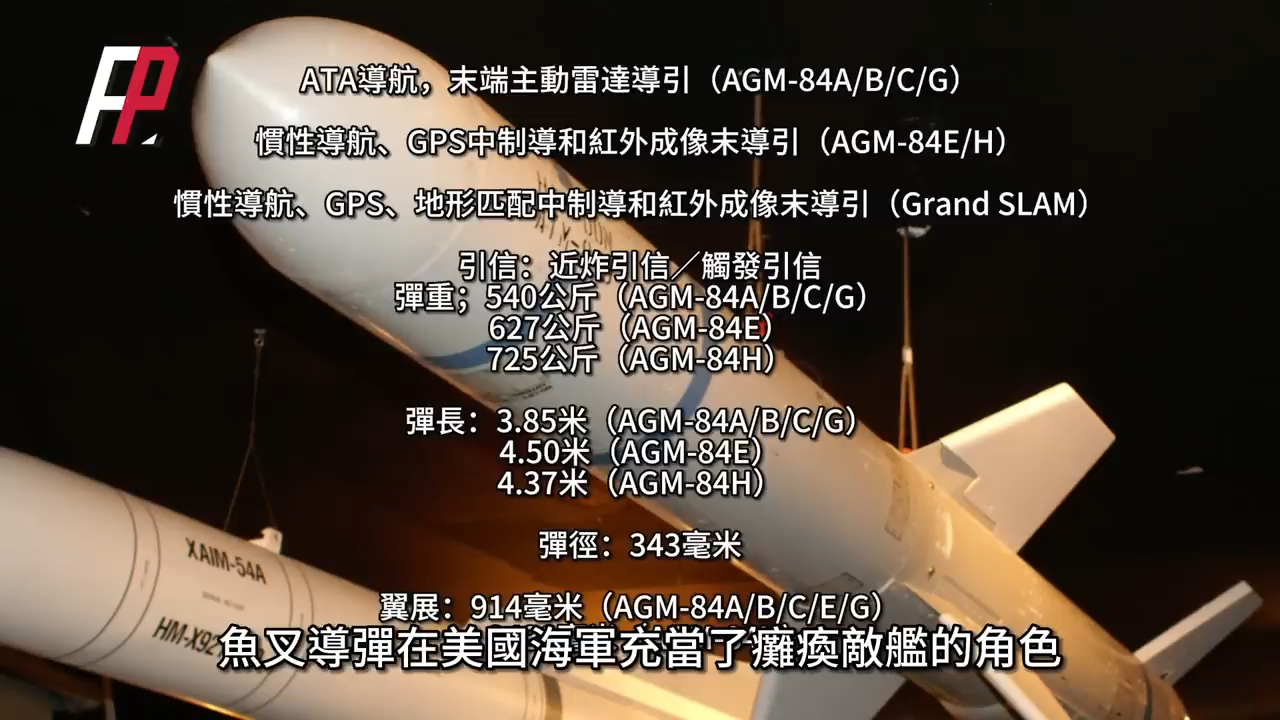 FP
ATA導航，末端主動雷達導引（AGM-84A/B/C/G）
慣性導航、GPS中制導和紅外成像末導引（AGM-84E/H）
慣性導航、GPS、地形匹配中制導和紅外成像末導引（Grand SLAM）
引信：近炸引信／觸發引信
彈重；540公斤（AGM-84A/B/C/G）
627公斤（AGM-84E）
725公斤（AGM-84H）
彈長：3.85米（AGM-84A/B/C/G）
4.50米（AGM-84E）
4.37米（AGM-84H）
彈徑：343毫米
XAIM-54A
HM-X92
翼展：914毫米（AGM-84A/B/C/E/G）
魚叉導彈在美國海軍充當了癱瘓敵艦的角色